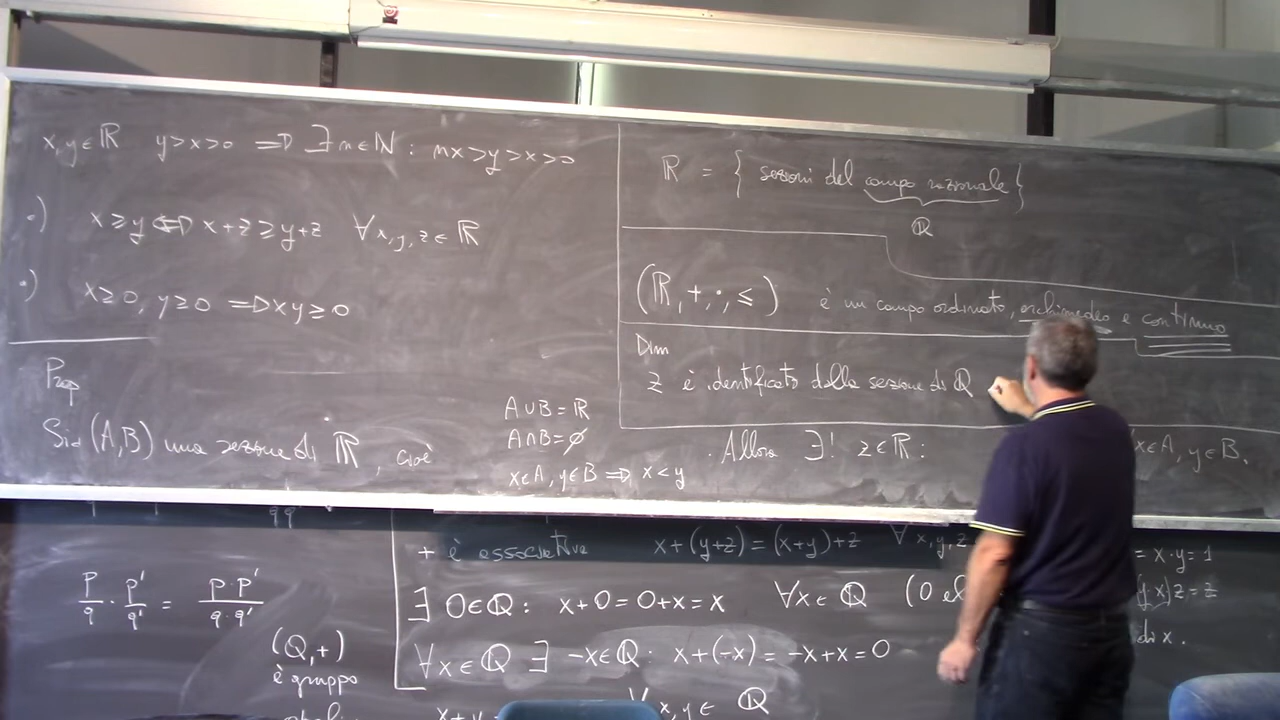 x,y∈ℝ y>x>0 ⇒ ∃n∈ℕ: nx>y>x>0
•) x≥y ⇔ x+z≥y+z ∀x,y,z∈ℝ
•) x≥0, y≥0 ⇒ xy≥0
Prop
Sia (A,B) una sezione di ℝ, cioè
A∪B=ℝ
A∩B=∅
x∈A, y∈B ⇒ x<y
ℝ = { sezioni del campo razionale }
ℚ
(ℝ,+,·,≤) è un campo ordinato, archimedeo e continuo
Dim
z è identificato dalla sezione di ℚ
. Allora ∃! z∈ℝ: x∈A, y∈B.
p/q · p'/q' = p·p'/q·q'
(Q,+)
è gruppo
+ è associativa x+(y+z)=(x+y)+z ∀x,y,z
∃ 0∈ℚ: x+0=0+x=x ∀x∈ℚ (0 el
∀x∈ℚ ∃ -x∈ℚ: x+(-x)=-x+x=0
x,y∈ ℚ
= x·y=1
x)z=z
di x.